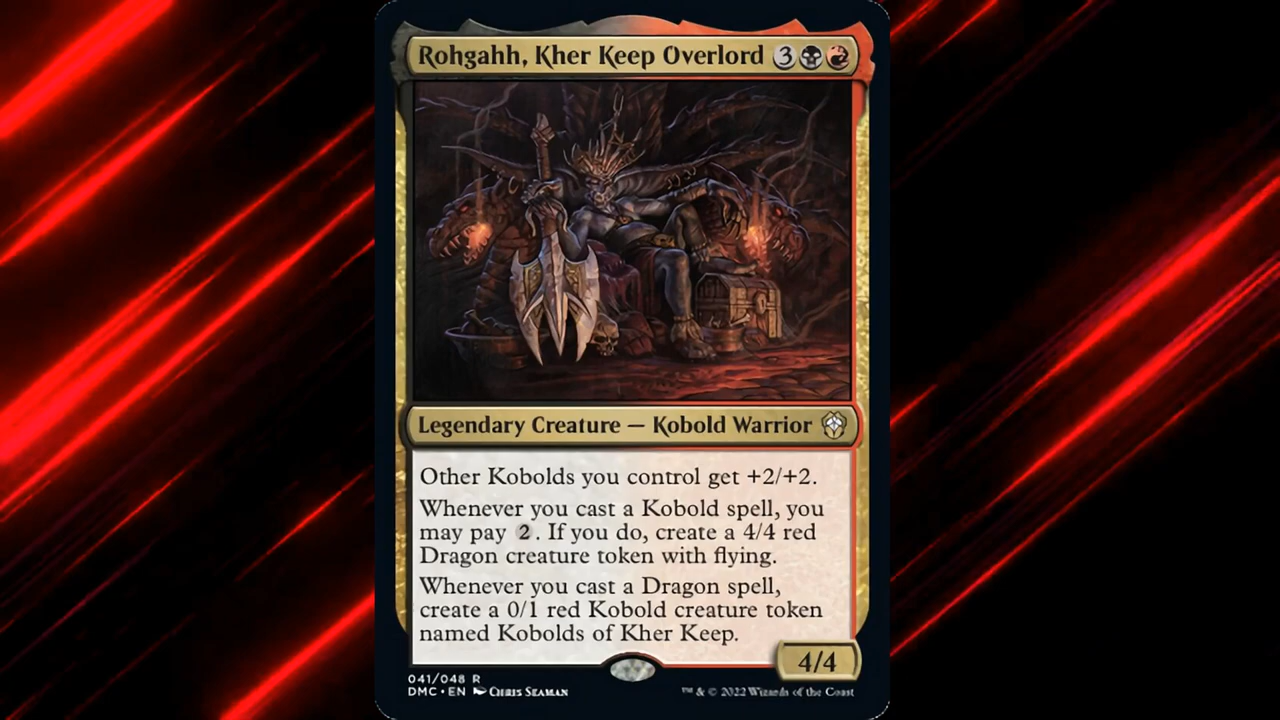 Rohgahh, Kher Keep Overlord 3
Legendary Creature — Kobold Warrior
Other Kobolds you control get +2/+2.
Whenever you cast a Kobold spell, you
may pay 2. If you do, create a 4/4 red
Dragon creature token with flying.
Whenever you cast a Dragon spell,
create a 0/1 red Kobold creature token
named Kobolds of Kher Keep.
4/4
041/048 R
DMC • EN Chris Seaman
™ & © 2022 Wizards of the Coast